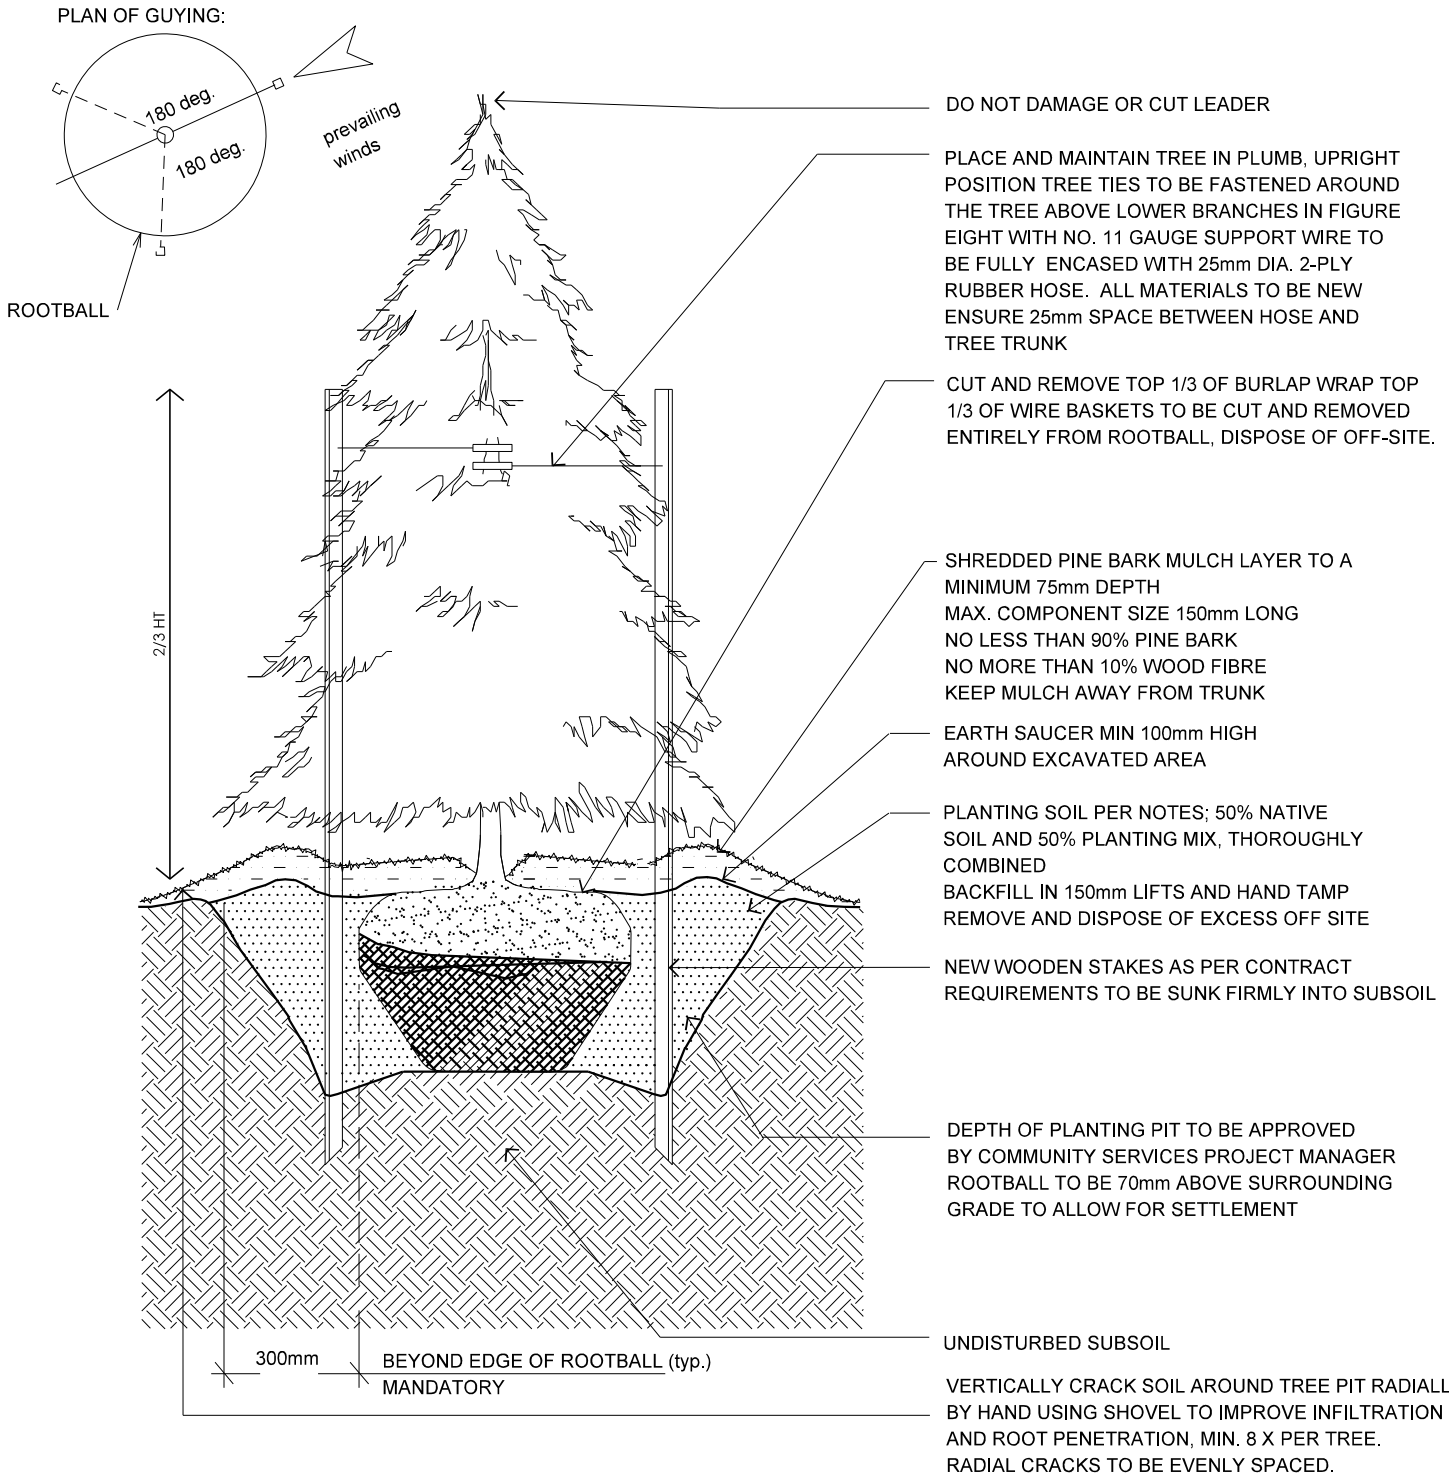 PLAN OF GUYING:
180 deg.
180 deg.
prevailing
winds
ROOTBALL
2/3 HT
DO NOT DAMAGE OR CUT LEADER
PLACE AND MAINTAIN TREE IN PLUMB, UPRIGHT
POSITION TREE TIES TO BE FASTENED AROUND
THE TREE ABOVE LOWER BRANCHES IN FIGURE
EIGHT WITH NO. 11 GAUGE SUPPORT WIRE TO
BE FULLY ENCASED WITH 25mm DIA. 2-PLY
RUBBER HOSE. ALL MATERIALS TO BE NEW
ENSURE 25mm SPACE BETWEEN HOSE AND
TREE TRUNK
CUT AND REMOVE TOP 1/3 OF BURLAP WRAP TOP
1/3 OF WIRE BASKETS TO BE CUT AND REMOVED
ENTIRELY FROM ROOTBALL, DISPOSE OF OFF-SITE.
SHREDDED PINE BARK MULCH LAYER TO A
MINIMUM 75mm DEPTH
MAX. COMPONENT SIZE 150mm LONG
NO LESS THAN 90% PINE BARK
NO MORE THAN 10% WOOD FIBRE
KEEP MULCH AWAY FROM TRUNK
EARTH SAUCER MIN 100mm HIGH
AROUND EXCAVATED AREA
PLANTING SOIL PER NOTES; 50% NATIVE
SOIL AND 50% PLANTING MIX, THOROUGHLY
COMBINED
BACKFILL IN 150mm LIFTS AND HAND TAMP
REMOVE AND DISPOSE OF EXCESS OFF SITE
NEW WOODEN STAKES AS PER CONTRACT
REQUIREMENTS TO BE SUNK FIRMLY INTO SUBSOIL
DEPTH OF PLANTING PIT TO BE APPROVED
BY COMMUNITY SERVICES PROJECT MANAGER
ROOTBALL TO BE 70mm ABOVE SURROUNDING
GRADE TO ALLOW FOR SETTLEMENT
UNDISTURBED SUBSOIL
300mm
BEYOND EDGE OF ROOTBALL (typ.)
MANDATORY
VERTICALLY CRACK SOIL AROUND TREE PIT RADIALL
BY HAND USING SHOVEL TO IMPROVE INFILTRATION
AND ROOT PENETRATION, MIN. 8 X PER TREE.
RADIAL CRACKS TO BE EVENLY SPACED.